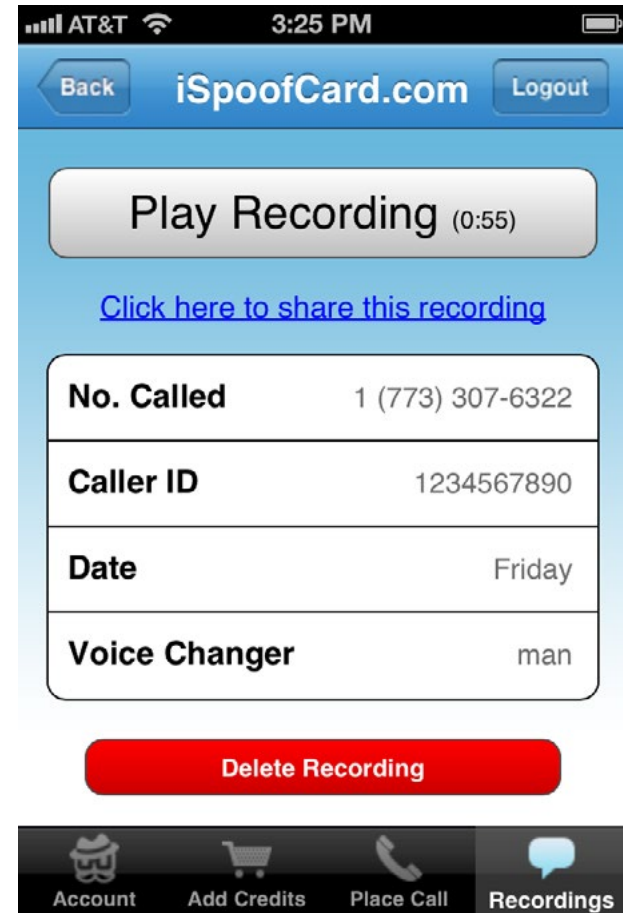 AT&T 3:25 PM
Back iSpoofCard.com Logout
Play Recording (0:55)
Click here to share this recording
No. Called 1 (773) 307-6322
Caller ID 1234567890
Date Friday
Voice Changer man
Delete Recording
Account Add Credits Place Call Recordings